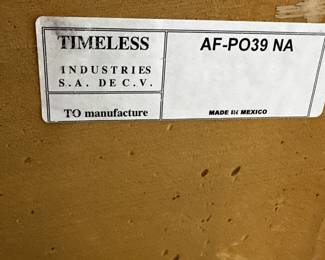 TIMELESS
INDUSTRIES
S.A. DE C.V.
TO manufacture
AF-PO39 NA
MADE IN MEXICO